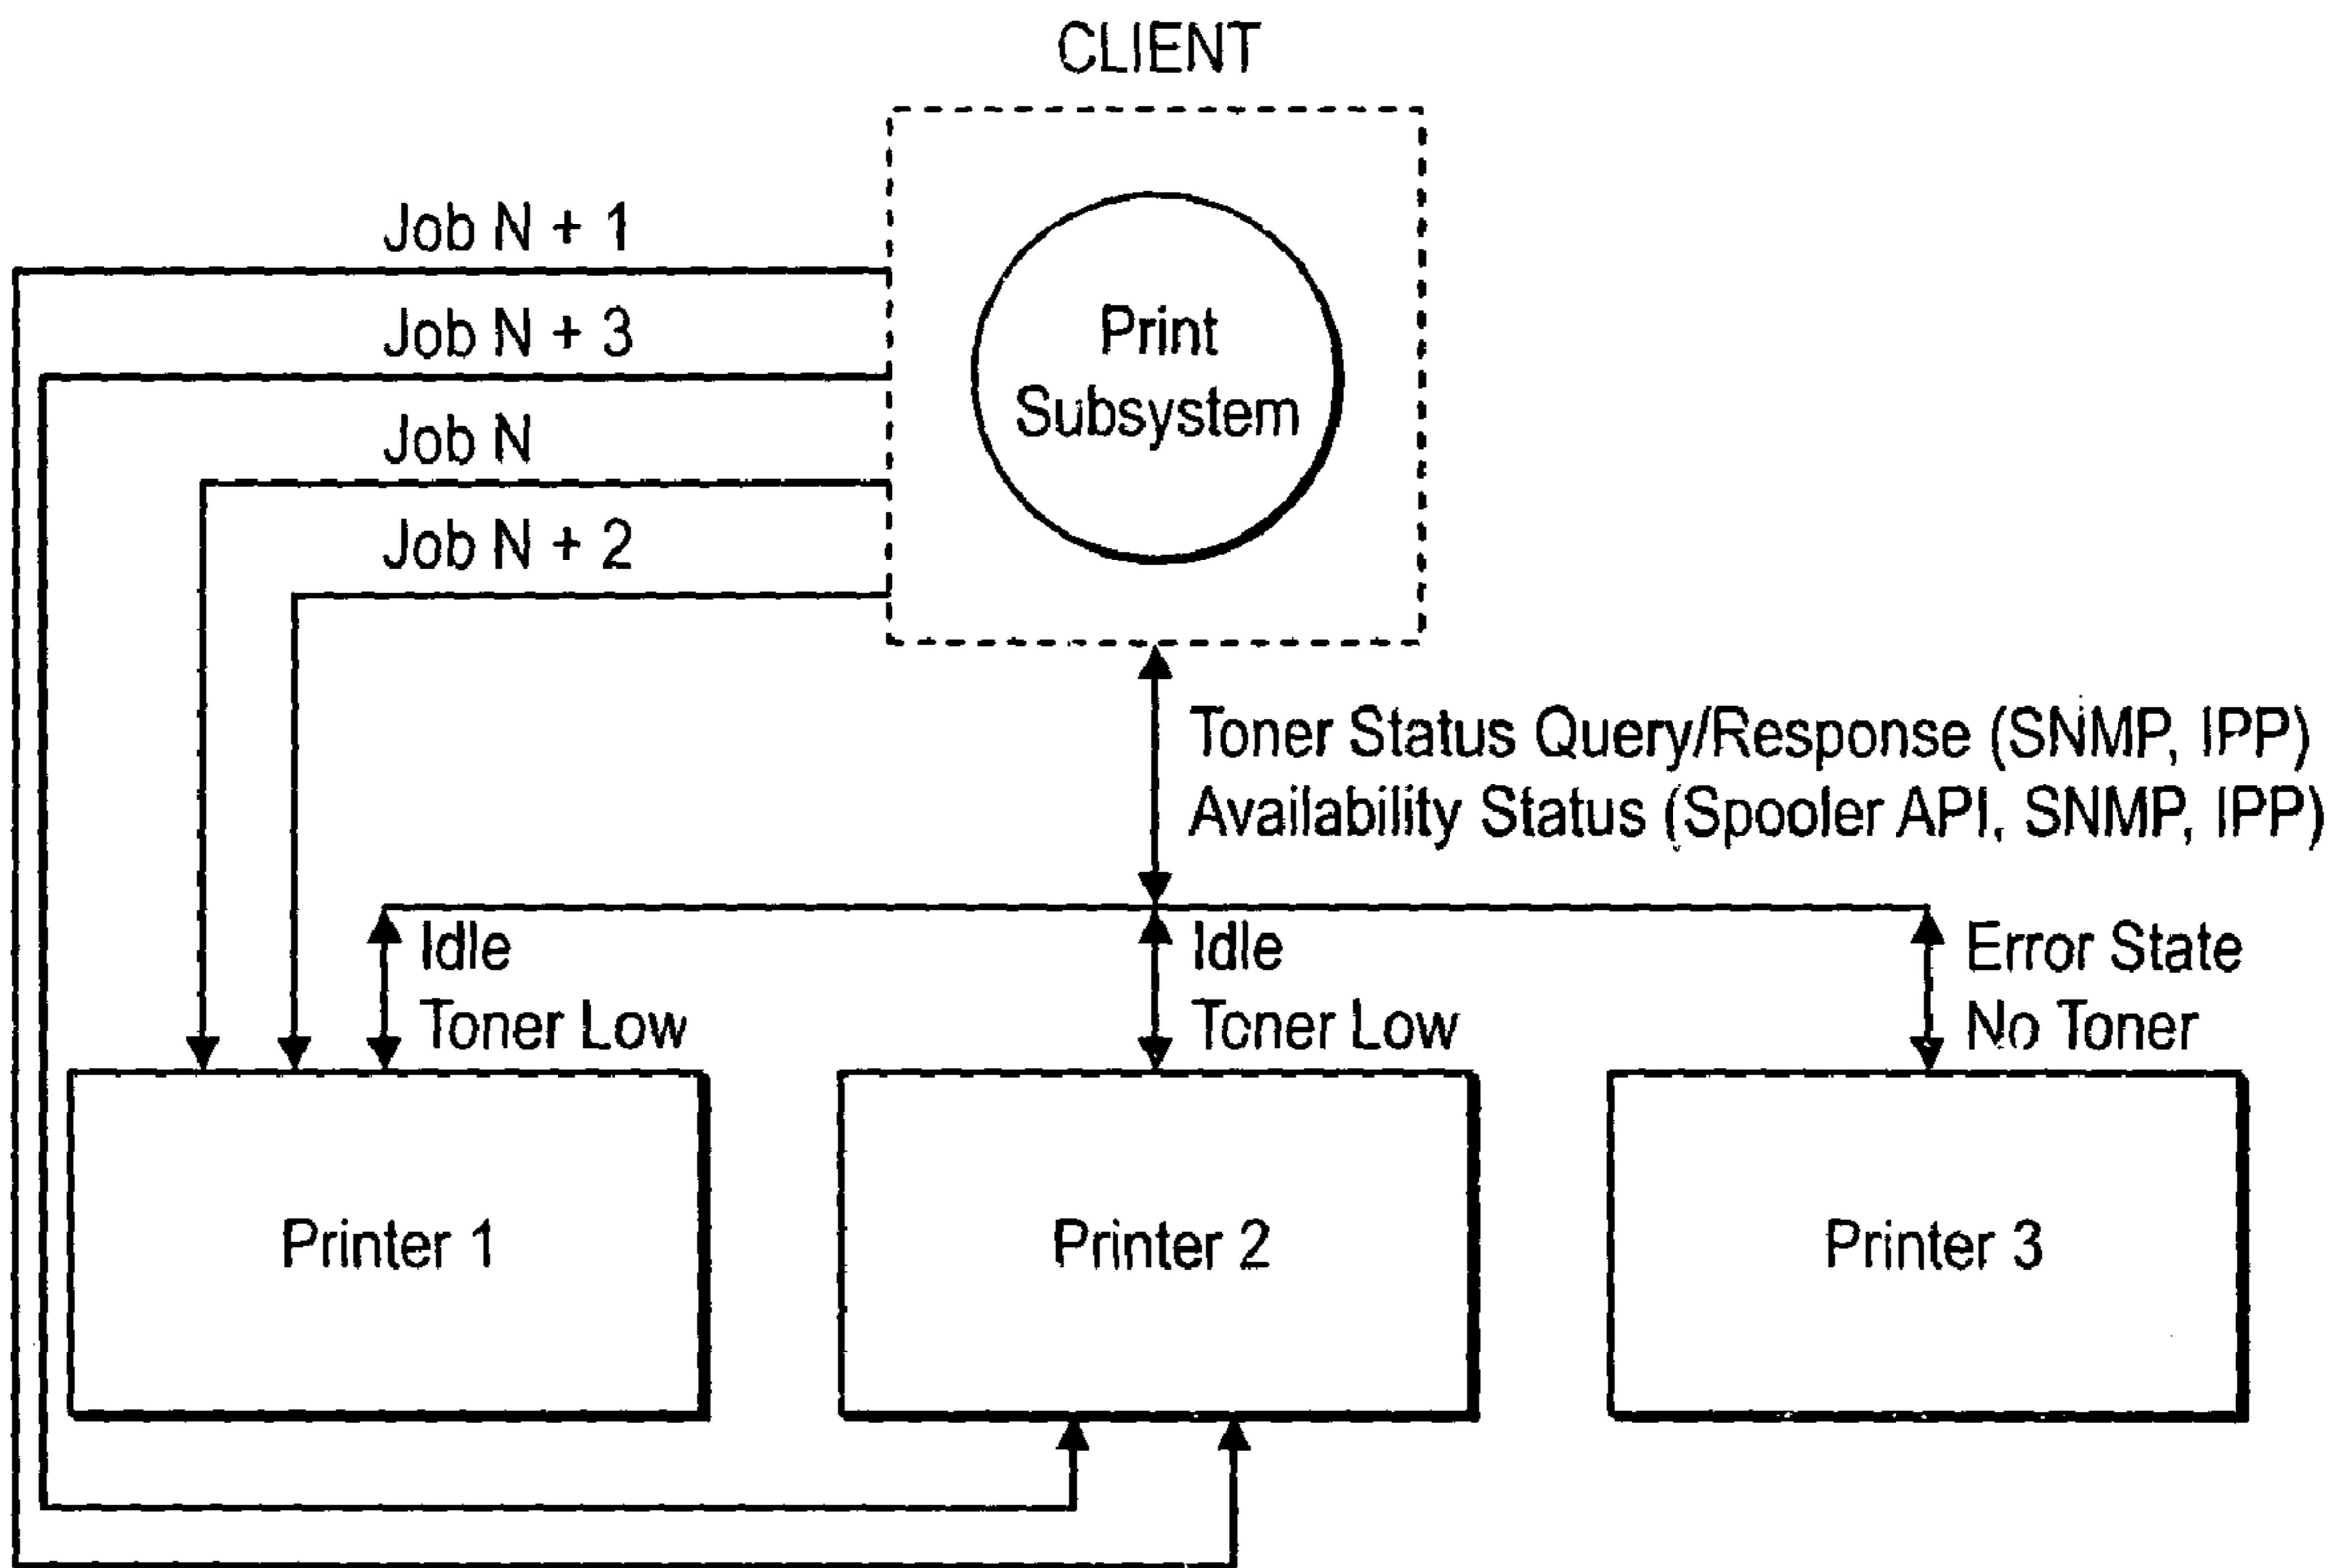 CLIENT
Job N + 1
Job N + 3
Job N
Job N + 2
Print
Subsystem
Toner Status Query/Response (SNMP, IPP)
Availability Status (Spooler API, SNMP, IPP)
Idle
Toner Low
Idle
Toner Low
Error State
No Toner
Printer 1
Printer 2
Printer 3